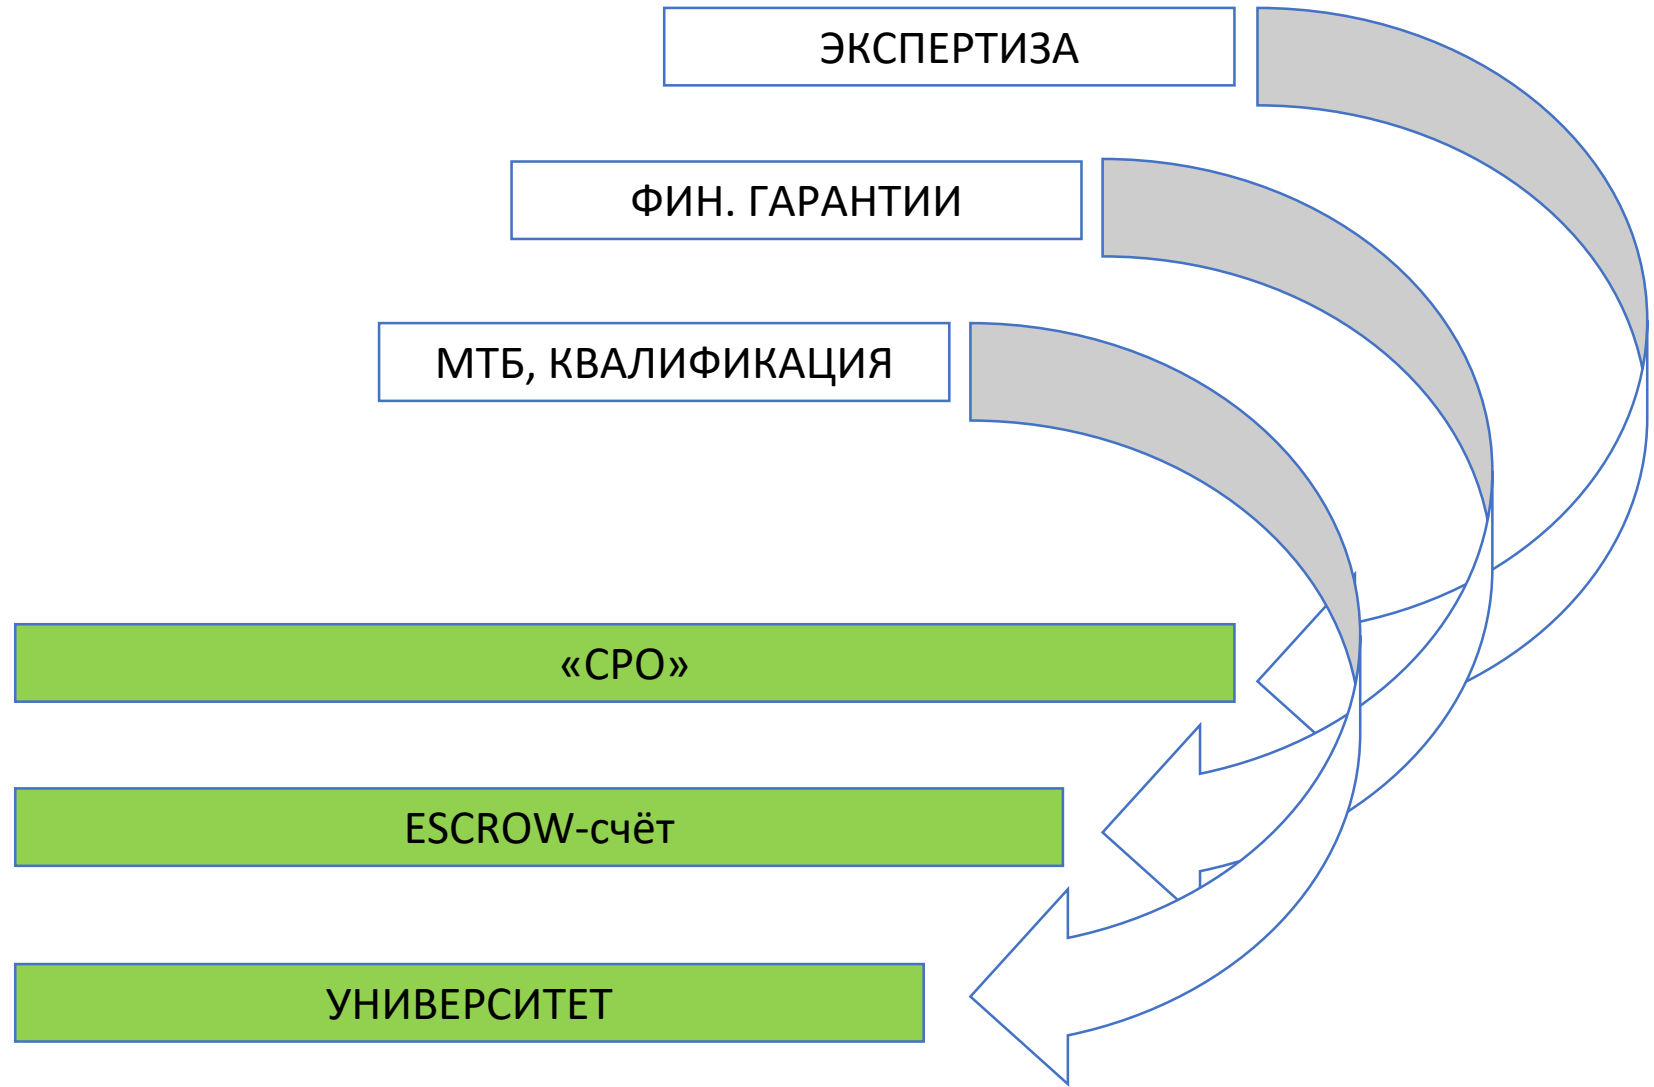 ЭКСПЕРТИЗА
ФИН. ГАРАНТИИ
МТБ, КВАЛИФИКАЦИЯ
«СРО»
ESCROW-счёт
УНИВЕРСИТЕТ